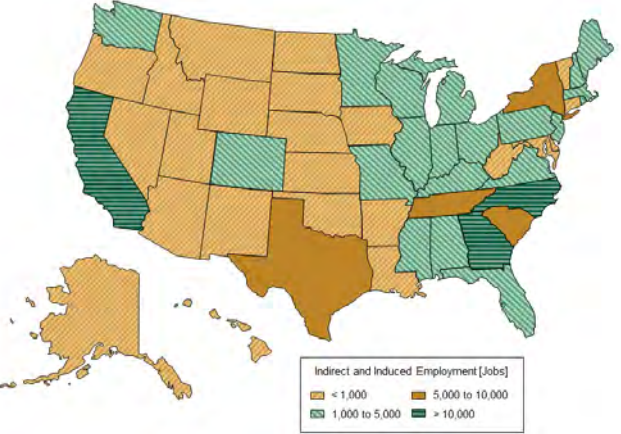 Indirect and Induced Employment [Jobs]
< 1,000 5,000 to 10,000
1,000 to 5,000 > 10,000